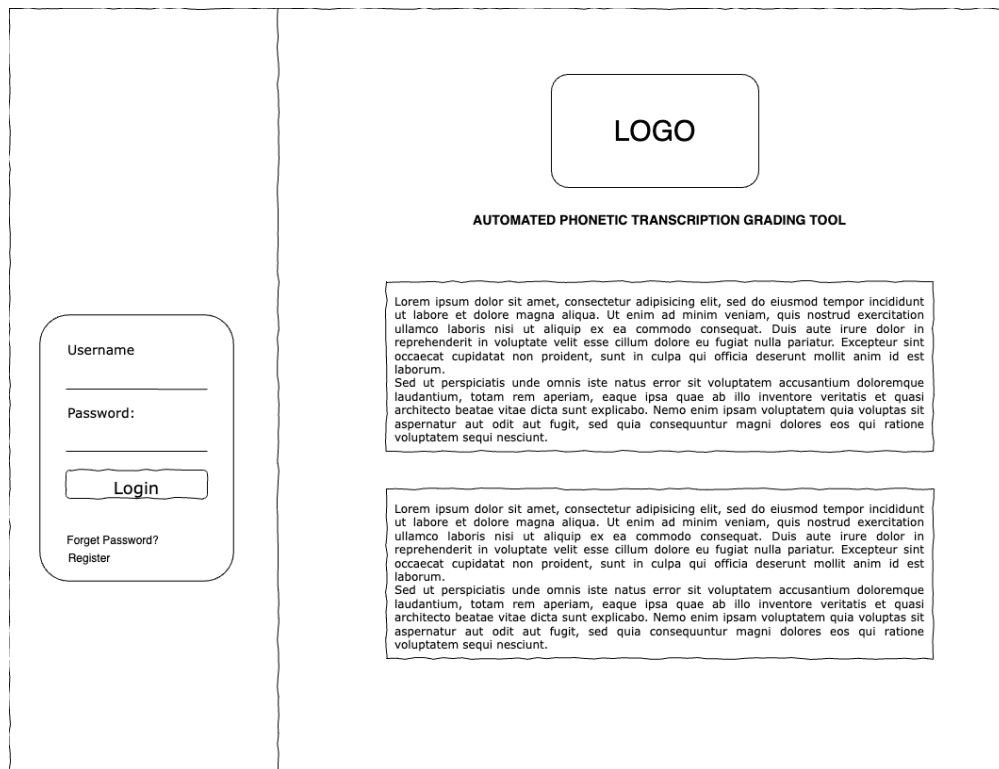 LOGO
AUTOMATED PHONETIC TRANSCRIPTION GRADING TOOL
Username
Password:
Login
Forget Password?
Register
Lorem ipsum dolor sit amet, consectetur adipisicing elit, sed do eiusmod tempor incididunt
ut labore et dolore magna aliqua. Ut enim ad minim veniam, quis nostrud exercitation
ullamco laboris nisi ut aliquip ex ea commodo consequat. Duis aute irure dolor in
reprehenderit in voluptate velit esse cillum dolore eu fugiat nulla pariatur. Excepteur sint
occaecat cupidatat non proident, sunt in culpa qui officia deserunt mollit anim id est
laborum.
Sed ut perspiciatis unde omnis iste natus error sit voluptatem accusantium doloremque
laudantium, totam rem aperiam, eaque ipsa quae ab illo inventore veritatis et quasi
architecto beatae vitae dicta sunt explicabo. Nemo enim ipsam voluptatem quia voluptas sit
aspernatur aut odit aut fugit, sed quia consequuntur magni dolores eos qui ratione
voluptatem sequi nesciunt.
Lorem ipsum dolor sit amet, consectetur adipisicing elit, sed do eiusmod tempor incididunt
ut labore et dolore magna aliqua. Ut enim ad minim veniam, quis nostrud exercitation
ullamco laboris nisi ut aliquip ex ea commodo consequat. Duis aute irure dolor in
reprehenderit in voluptate velit esse cillum dolore eu fugiat nulla pariatur. Excepteur sint
occaecat cupidatat non proident, sunt in culpa qui officia deserunt mollit anim id est
laborum.
Sed ut perspiciatis unde omnis iste natus error sit voluptatem accusantium doloremque
laudantium, totam rem aperiam, eaque ipsa quae ab illo inventore veritatis et quasi
architecto beatae vitae dicta sunt explicabo. Nemo enim ipsam voluptatem quia voluptas sit
aspernatur aut odit aut fugit, sed quia consequuntur magni dolores eos qui ratione
voluptatem sequi nesciunt.